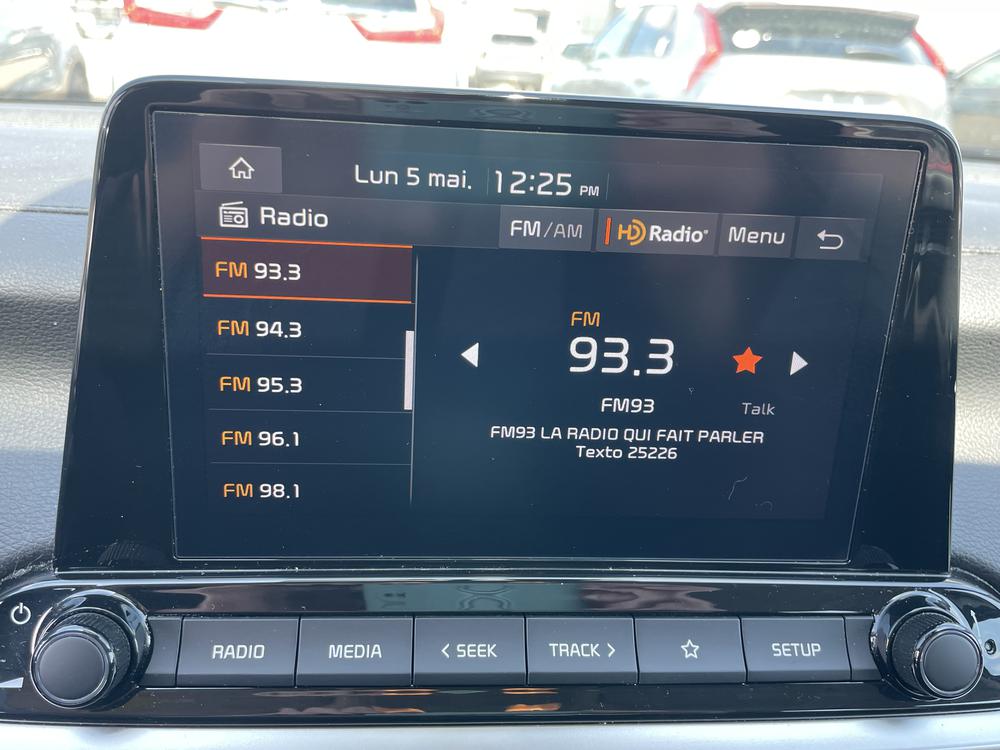 Lun 5 mai. 12:25 PM
Radio
FM/AM HD Radio® Menu
FM 93.3
FM 94.3
FM 95.3
FM 96.1
FM 98.1
FM
93.3
FM93
Talk
FM93 LA RADIO QUI FAIT PARLER
Texto 25226
RADIO MEDIA < SEEK TRACK > SETUP